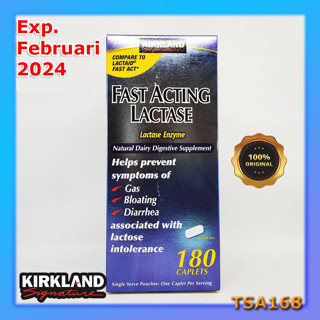 Exp.
Februari
2024
KIRKLAND
Signature
COMPARE TO
LACTAID®
FAST ACT®
FAST ACTING
LACTASE
Lactase Enzyme
Natural Dairy Digestive Supplement
Helps prevent
symptoms of
Gas
Bloating
Diarrhea
associated with
lactose
intolerance
180
CAPLETS
Single Serve Pouches: One Caplet Per Serving
100%
ORIGINAL
KIRKLAND
Signature
TSA168